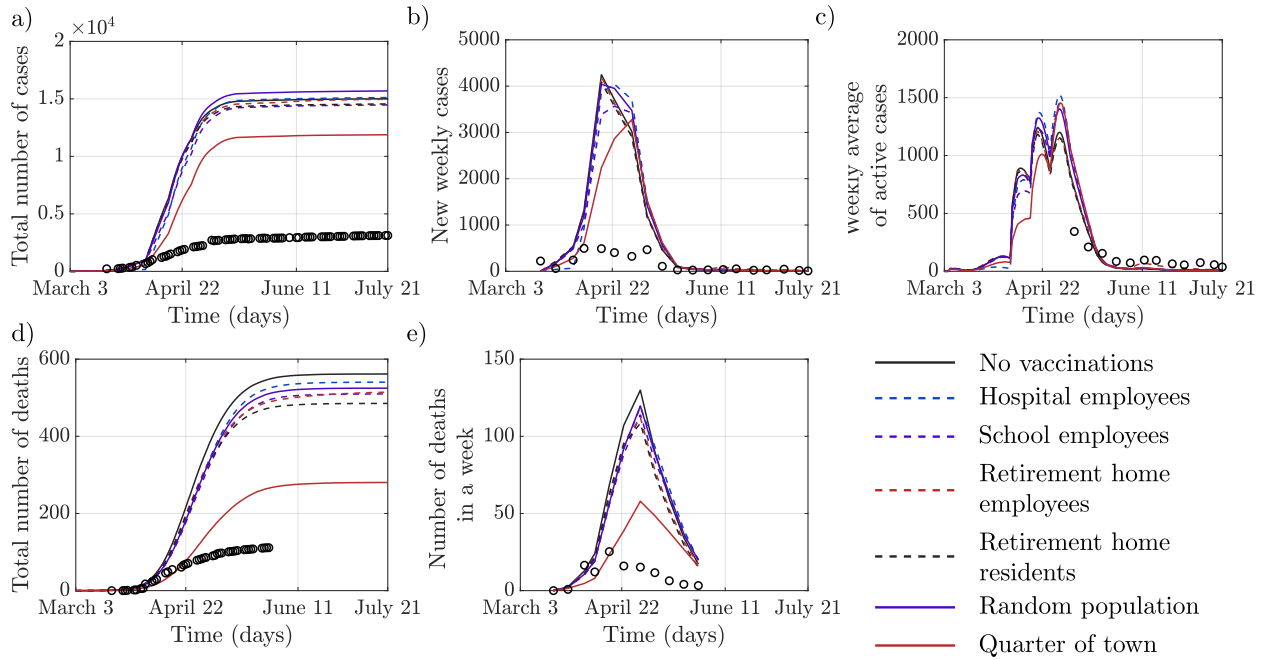 a)
×10⁴
2
1.5
1
0.5
0
Total number of cases
March 3
April 22
June 11
July 21
Time (days)
b)
5000
4000
3000
2000
1000
0
New weekly cases
March 3
April 22
June 11
July 21
Time (days)
c)
2000
1500
1000
500
0
weekly average
of active cases
March 3
April 22
June 11
July 21
Time (days)
d)
600
400
200
0
Total number of deaths
March 3
April 22
June 11
July 21
Time (days)
e)
150
100
50
0
Number of deaths
in a week
March 3
April 22
June 11
July 21
Time (days)
No vaccinations
Hospital employees
School employees
Retirement home
employees
Retirement home
residents
Random population
Quarter of town